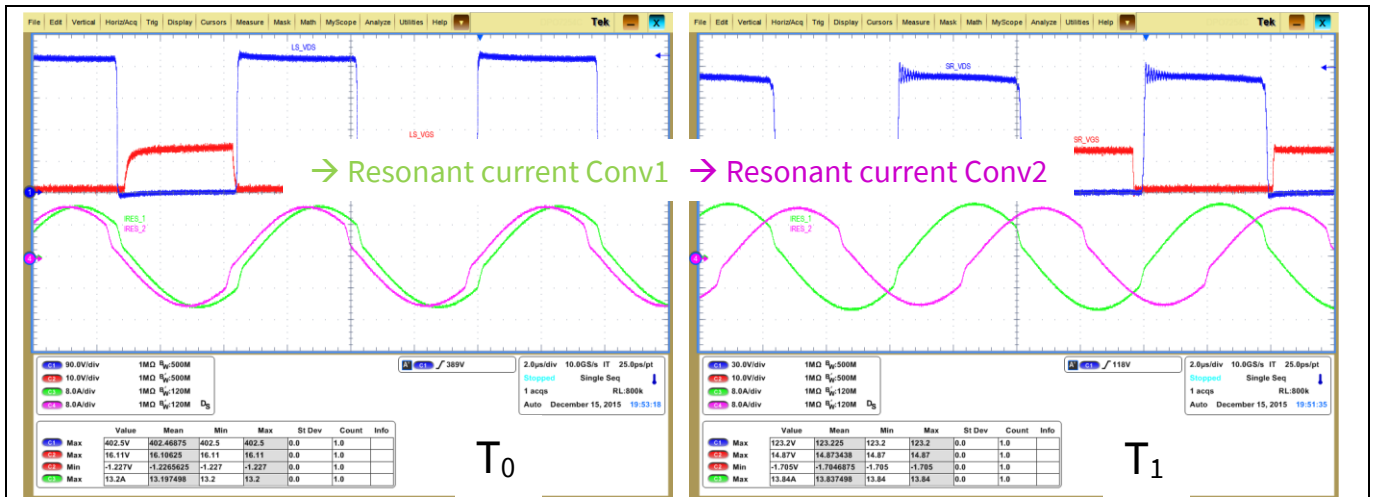 File Edit Vertical Horiz/Acq Trig Display Cursors Measure Mask Math MyScope Analyze Utilities Help Tek X
LS_VDS
LS_VGS
→ Resonant current Conv1
1
IRES_1
IRES_2
4
C1 90.0V/div 1MΩ BW:500M
C2 10.0V/div 1MΩ BW:500M
C3 8.0A/div 1MΩ BW:120M
C4 8.0A/div 1MΩ BW:120M Ds
A' C1 ∫ 389V
2.0µs/div 10.0GS/s IT 25.0ps/pt
Stopped Single Seq
1 acqs RL:800k
Auto December 15, 2015 19:53:18
Value Mean Min Max St Dev Count Info
C1 Max 402.5V 402.46875 402.5 402.5 0.0 1.0
C2 Max 16.11V 16.10625 16.11 16.11 0.0 1.0
C2 Min -1.227V -1.2265625 -1.227 -1.227 0.0 1.0
C3 Max 13.2A 13.197498 13.2 13.2 0.0 1.0
T0
File Edit Vertical Horiz/Acq Trig Display Cursors Measure Mask Math MyScope Analyze Utilities Help Tek X
SR_VDS
SR_VGS
→ Resonant current Conv2
IRES_1
IRES_2
4
C1 30.0V/div 1MΩ BW:500M
C2 10.0V/div 1MΩ BW:500M
C3 8.0A/div 1MΩ BW:120M
C4 8.0A/div 1MΩ BW:120M Ds
A' C1 ∫ 118V
2.0µs/div 10.0GS/s IT 25.0ps/pt
Stopped Single Seq
1 acqs RL:800k
Auto December 15, 2015 19:51:35
Value Mean Min Max St Dev Count Info
C1 Max 123.2V 123.225 123.2 123.2 0.0 1.0
C2 Max 14.87V 14.873438 14.87 14.87 0.0 1.0
C2 Min -1.705V -1.7046875 -1.705 -1.705 0.0 1.0
C3 Max 13.84A 13.837498 13.84 13.84 0.0 1.0
T1